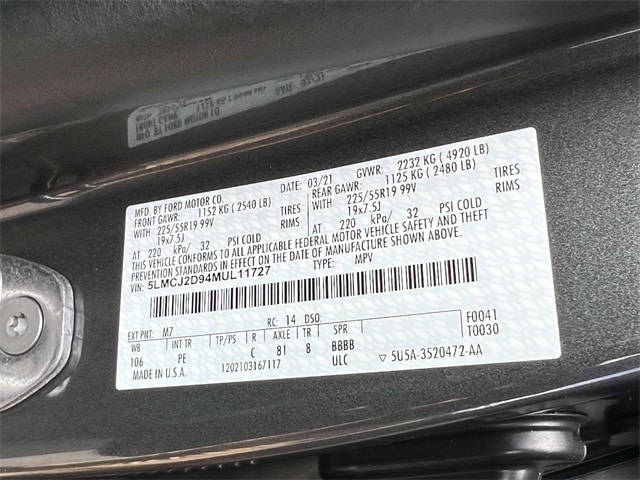 MFD. BY FORD MOTOR CO.
DATE: 03/21 GVWR: 2232 KG ( 4920 LB)
FRONT GAWR: 1152 KG ( 2540 LB) REAR GAWR: 1125 KG ( 2480 LB)
WITH 225/55R19 99V TIRES WITH 225/55R19 99V TIRES
19x7.5J RIMS 19x7.5J RIMS
AT 220 kPa/ 32 PSI COLD AT 220 kPa/ 32 PSI COLD
THIS VEHICLE CONFORMS TO ALL APPLICABLE FEDERAL MOTOR VEHICLE SAFETY AND THEFT
PREVENTION STANDARDS IN EFFECT ON THE DATE OF MANUFACTURE SHOWN ABOVE.
VIN: 5LMCJ2D94MUL11727 TYPE: MPV
EXT PNT: M7 RC: 14 DSO: F0041
WB INT TR TP/PS R AXLE TR SPR T0030
106 PE C 81 8 BBBB
MADE IN U.S.A. 1202103167117 ULC ▽ 5U5A-3520472-AA